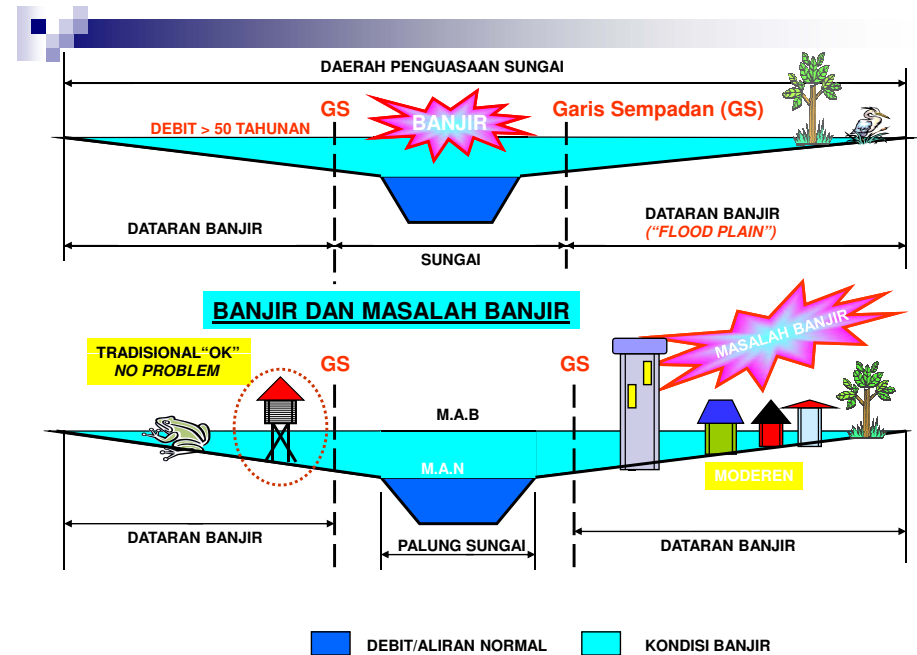 DAERAH PENGUASAAN SUNGAI
GS
BANJIR
Garis Sempadan (GS)
DEBIT > 50 TAHUNAN
DATARAN BANJIR
DATARAN BANJIR
("FLOOD PLAIN")
SUNGAI
BANJIR DAN MASALAH BANJIR
MASALAH BANJIR
TRADISIONAL“OK”
NO PROBLEM
GS
GS
M.A.B
M.A.N
MODEREN
DATARAN BANJIR
PALUNG SUNGAI
DATARAN BANJIR
DEBIT/ALIRAN NORMAL
KONDISI BANJIR